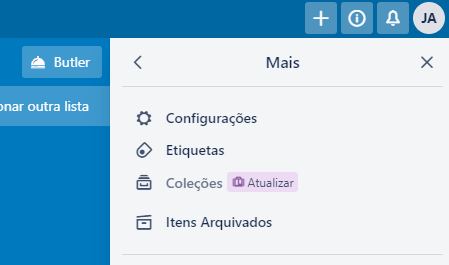 JA
Butler
Mais
onar outra lista
Configurações
Etiquetas
Coleções Atualizar
Itens Arquivados